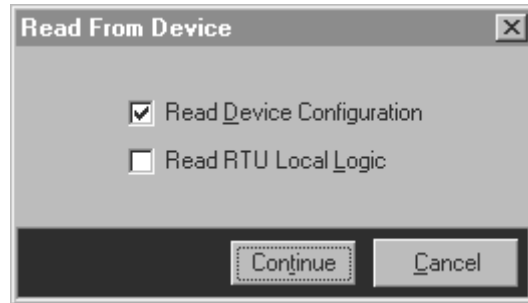 Read From Device
Read Device Configuration
Read RTU Local Logic
Continue Cancel